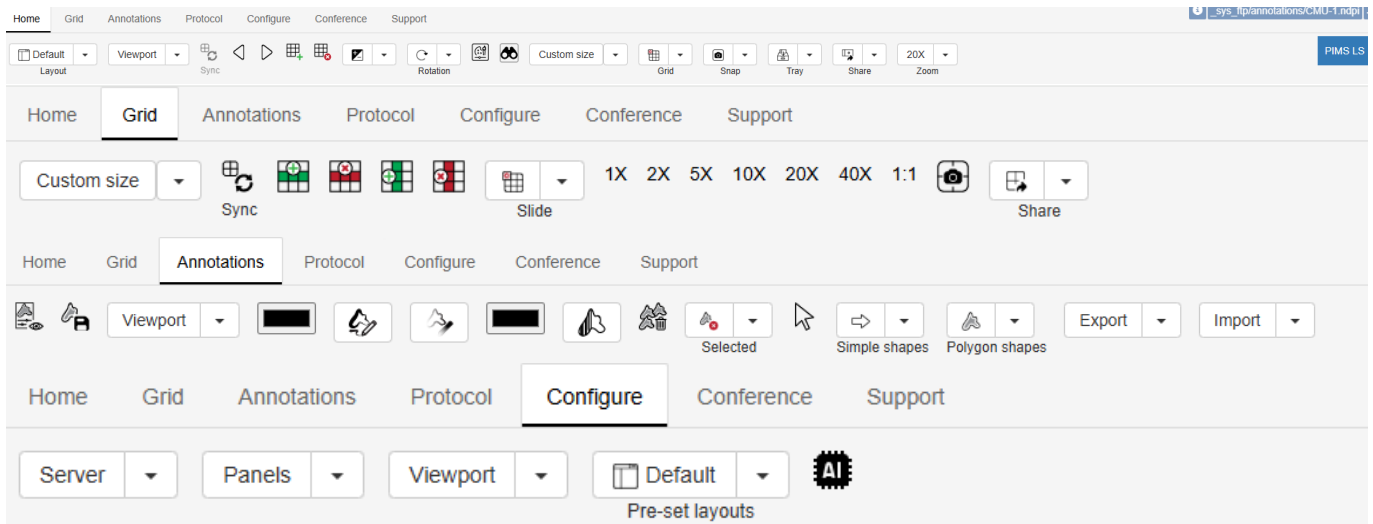 Home Grid Annotations Protocol Configure Conference Support
_sys_ftp/annotations/CMU-1.ndpi
Default Viewport Custom size 20X PIMS LS
Layout Sync Rotation Grid Snap Tray Share Zoom
Home Grid Annotations Protocol Configure Conference Support
Custom size 1X 2X 5X 10X 20X 40X 1:1
Sync Slide Share
Home Grid Annotations Protocol Configure Conference Support
Viewport Export Import
Selected Simple shapes Polygon shapes
Home Grid Annotations Protocol Configure Conference Support
Server Panels Viewport Default AI
Pre-set layouts